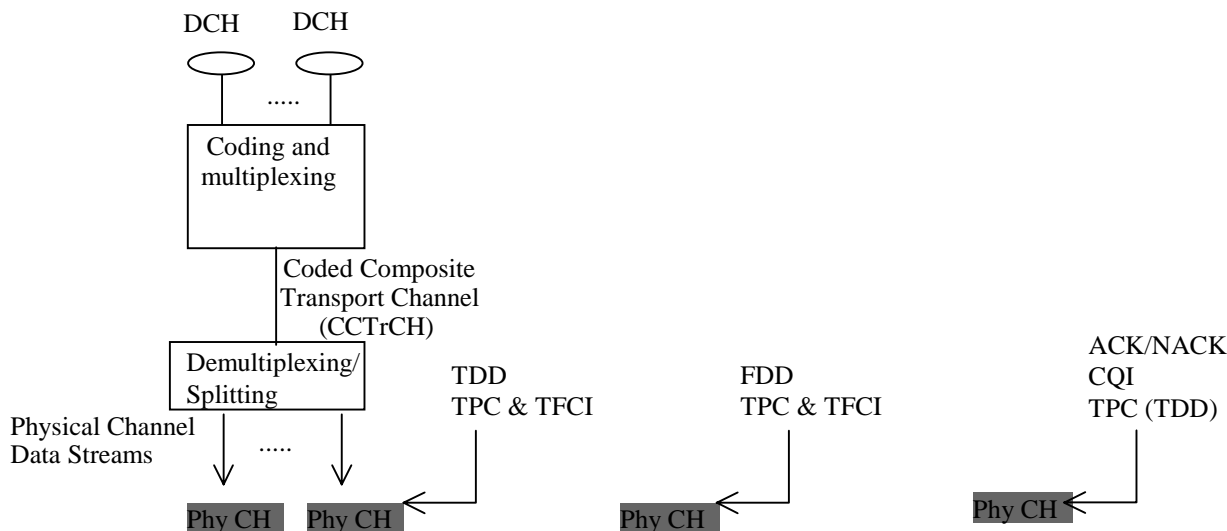 DCH DCH
.....
Coding and
multiplexing
Coded Composite
Transport Channel
(CCTrCH)
Demultiplexing/
Splitting
Physical Channel
Data Streams
.....
TDD
TPC & TFCI
FDD
TPC & TFCI
ACK/NACK
CQI
TPC (TDD)
Phy CH Phy CH Phy CH Phy CH